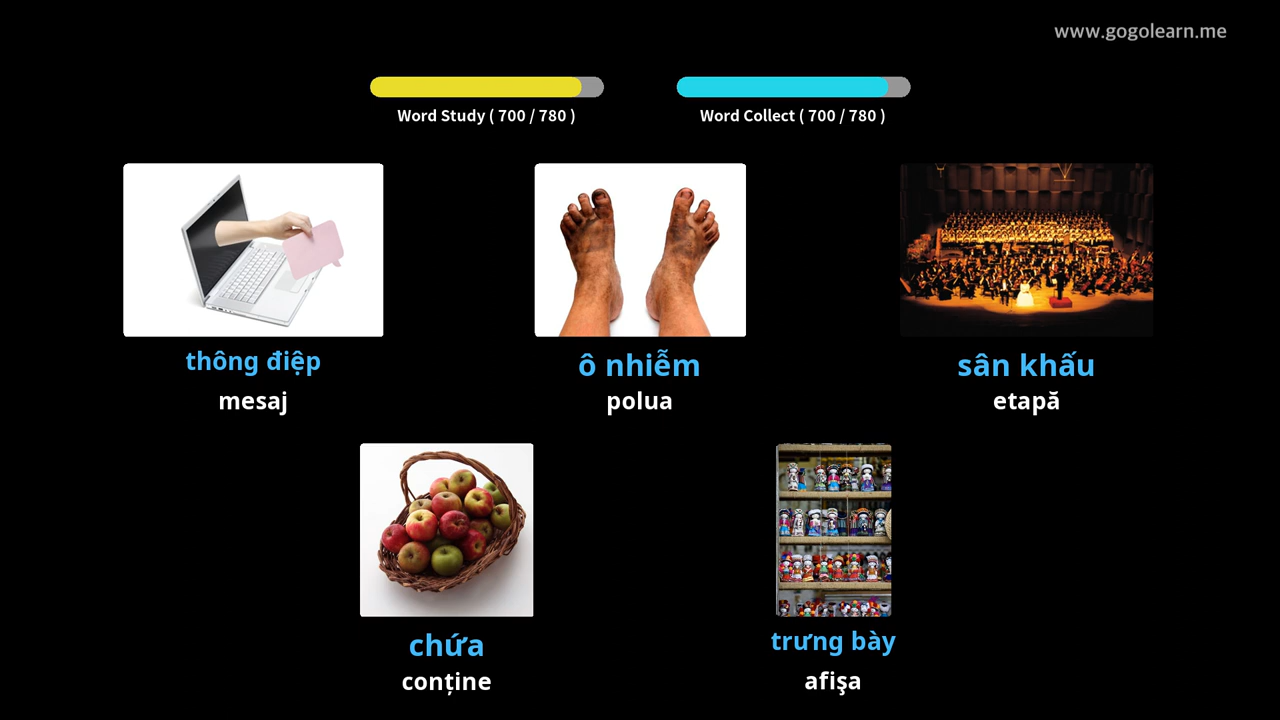 www.gogolearn.me
Word Study ( 700 / 780 )
Word Collect ( 700 / 780 )
thông điệp
mesaj
ô nhiễm
polua
sân khấu
etapă
chứa
conține
trưng bày
afişa